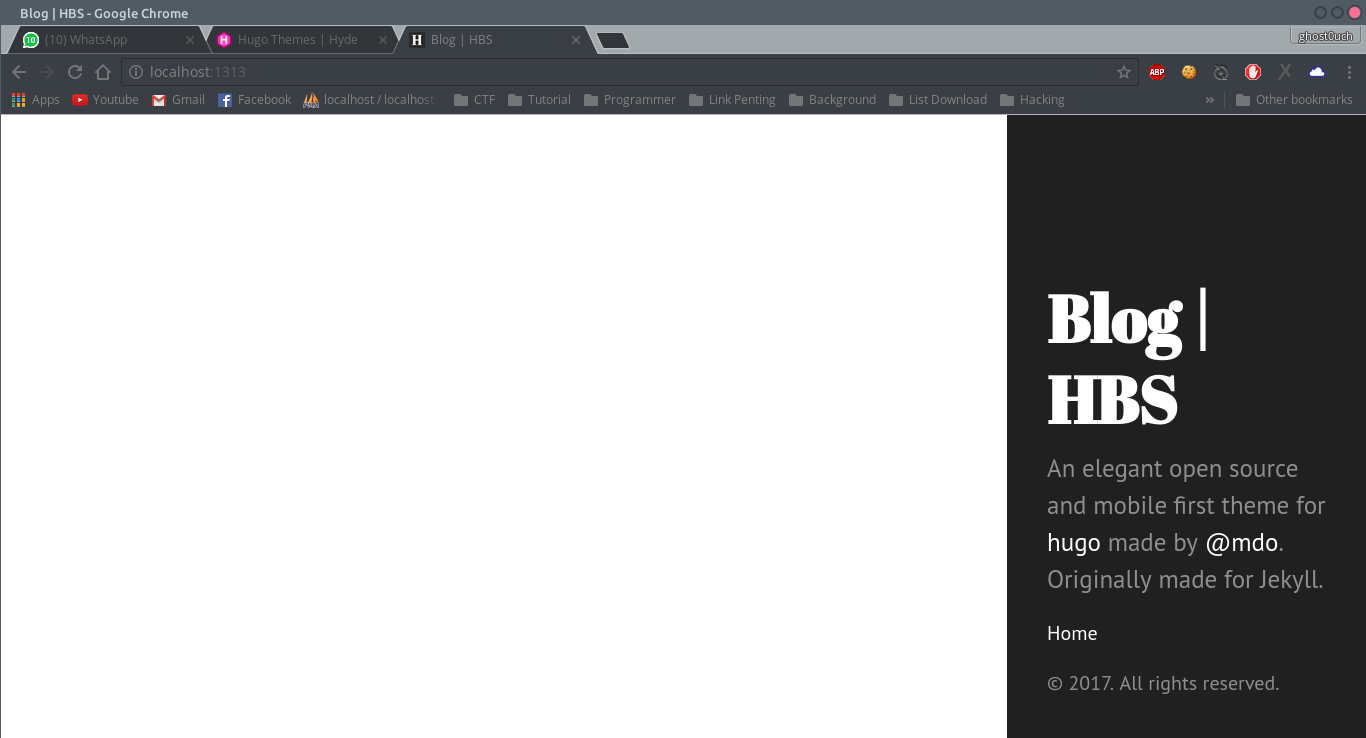 Blog | HBS - Google Chrome
(10) WhatsApp
Hugo Themes | Hyde
Blog | HBS
ghost0uch
localhost:1313
ABP
Apps
Youtube
Gmail
Facebook
localhost / localhost
CTF
Tutorial
Programmer
Link Penting
Background
List Download
Hacking
»
Other bookmarks
Blog |
HBS
An elegant open source
and mobile first theme for
hugo made by @mdo.
Originally made for Jekyll.
Home
© 2017. All rights reserved.